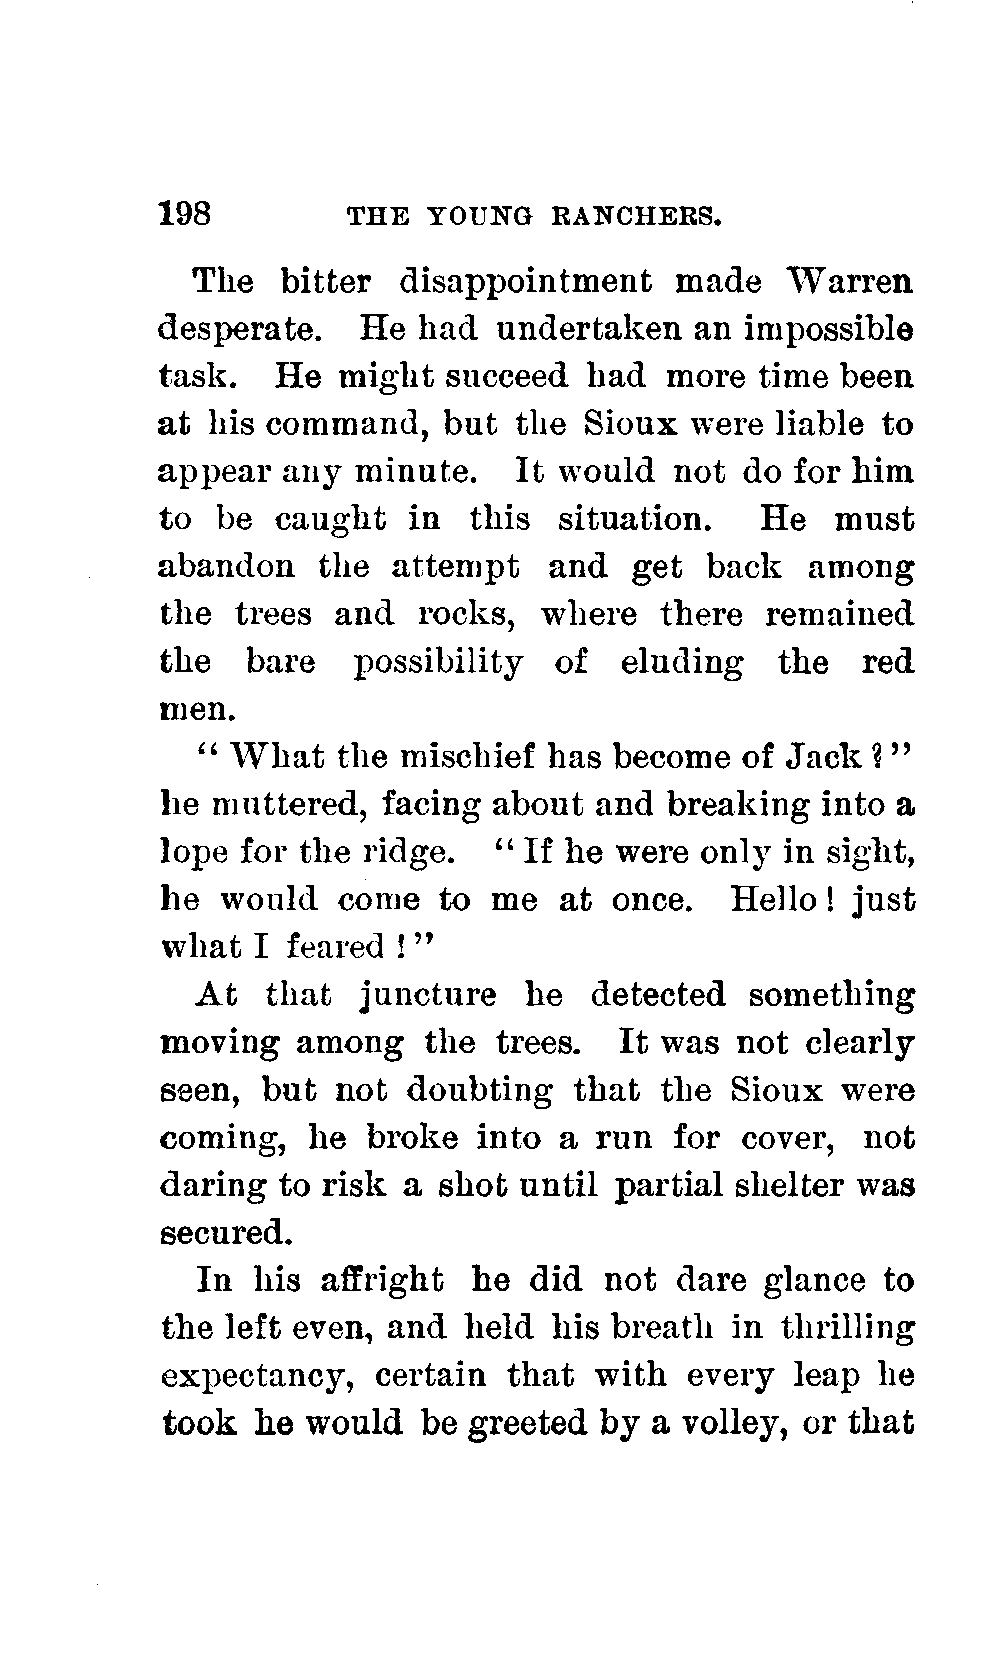 198 THE YOUNG RANCHERS.
The bitter disappointment made Warren
desperate. He had undertaken an impossible
task. He might succeed had more time been
at his command, but the Sioux were liable to
appear any minute. It would not do for him
to be caught in this situation. He must
abandon the attempt and get back among
the trees and rocks, where there remained
the bare possibility of eluding the red
men.
“ What the mischief has become of Jack ? ”
he muttered, facing about and breaking into a
lope for the ridge. “ If he were only in sight,
he would come to me at once. Hello ! just
what I feared ! ”
At that juncture he detected something
moving among the trees. It was not clearly
seen, but not doubting that the Sioux were
coming, he broke into a run for cover, not
daring to risk a shot until partial shelter was
secured.
In his affright he did not dare glance to
the left even, and held his breath in thrilling
expectancy, certain that with every leap he
took he would be greeted by a volley, or that